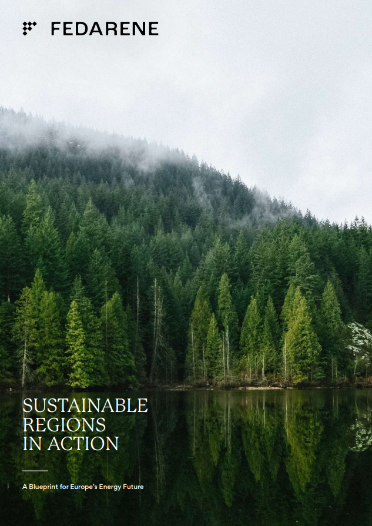 FEDARENE
SUSTAINABLE
REGIONS
IN ACTION
A Blueprint for Europe's Energy Future